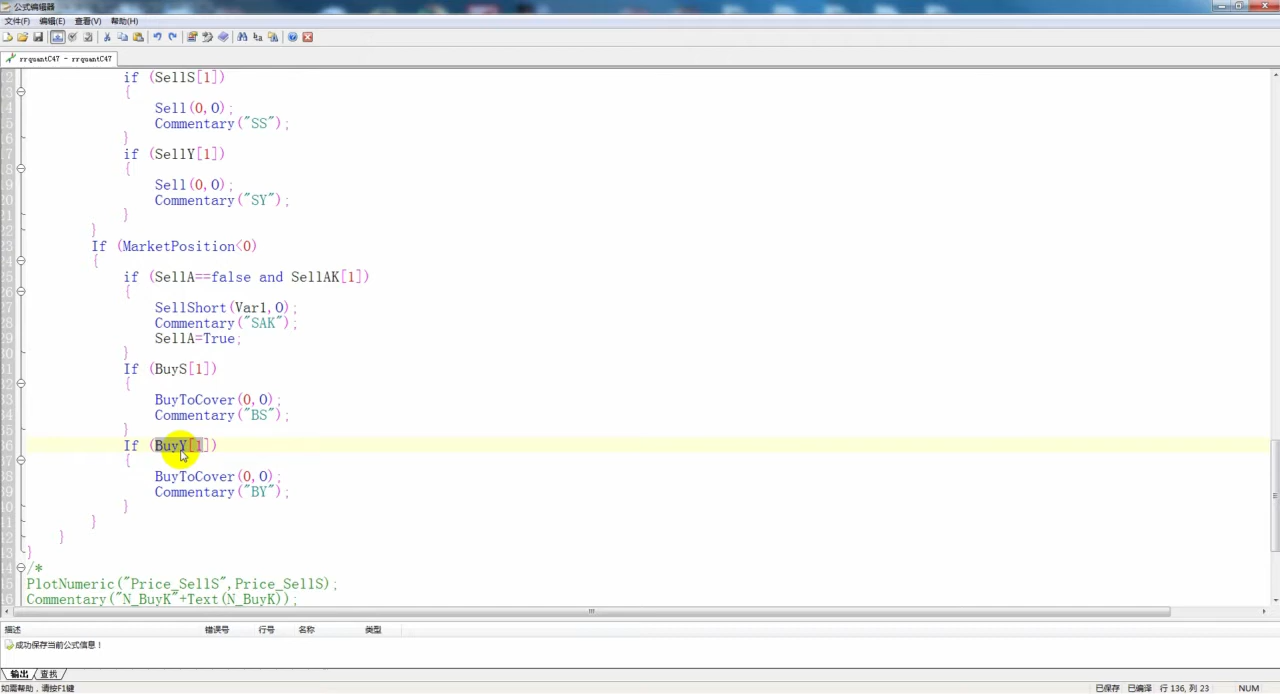 公式编辑器
文件(F) 编辑(E) 查看(V) 帮助(H)
rrquantC47 - rrquantC47
if (SellS[1])
{
Sell(0,O);
Commentary("SS");
}
if (SellY[1])
{
Sell(0,O);
Commentary("SY");
}
}
If (MarketPosition<0)
{
if (SellA==false and SellAK[1])
{
SellShort(Var1,O);
Commentary("SAK");
SellA=True;
}
If (BuyS[1])
{
BuyToCover(0,O);
Commentary("BS");
}
If (BuyY[1])
{
BuyToCover(0,O);
Commentary("BY");
}
}
}
}
/*
PlotNumeric("Price_SellS",Price_SellS);
Commentary("N_BuyK"+Text(N_BuyK));
描述 错误号 行号 名称 类型
成功保存当前公式信息！
输出 查找
如需帮助，请按F1键 已保存 已编译 行 136, 列 23 NUM